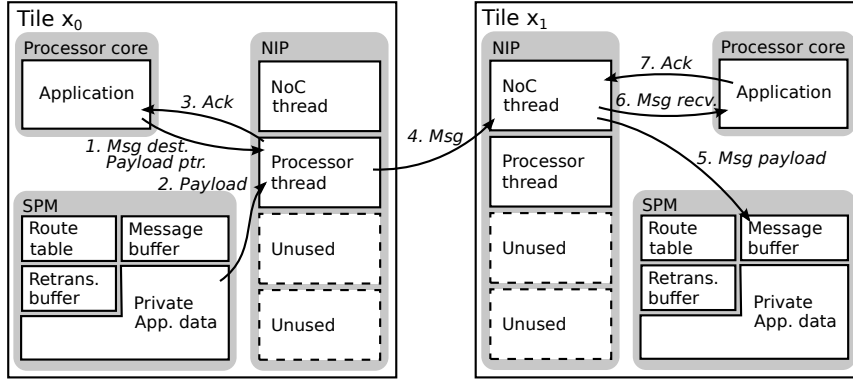 Tile x0
Processor core
Application
NIP
NoC
thread
3. Ack
1. Msg dest.
Payload ptr.
2. Payload
Processor
thread
SPM
Route
table
Message
buffer
Retrans.
buffer
Private
App. data
Unused
Unused
4. Msg
Tile x1
NIP
NoC
thread
7. Ack
6. Msg recv.
Processor core
Application
Processor
thread
5. Msg payload
Unused
Unused
SPM
Route
table
Message
buffer
Retrans.
buffer
Private
App. data